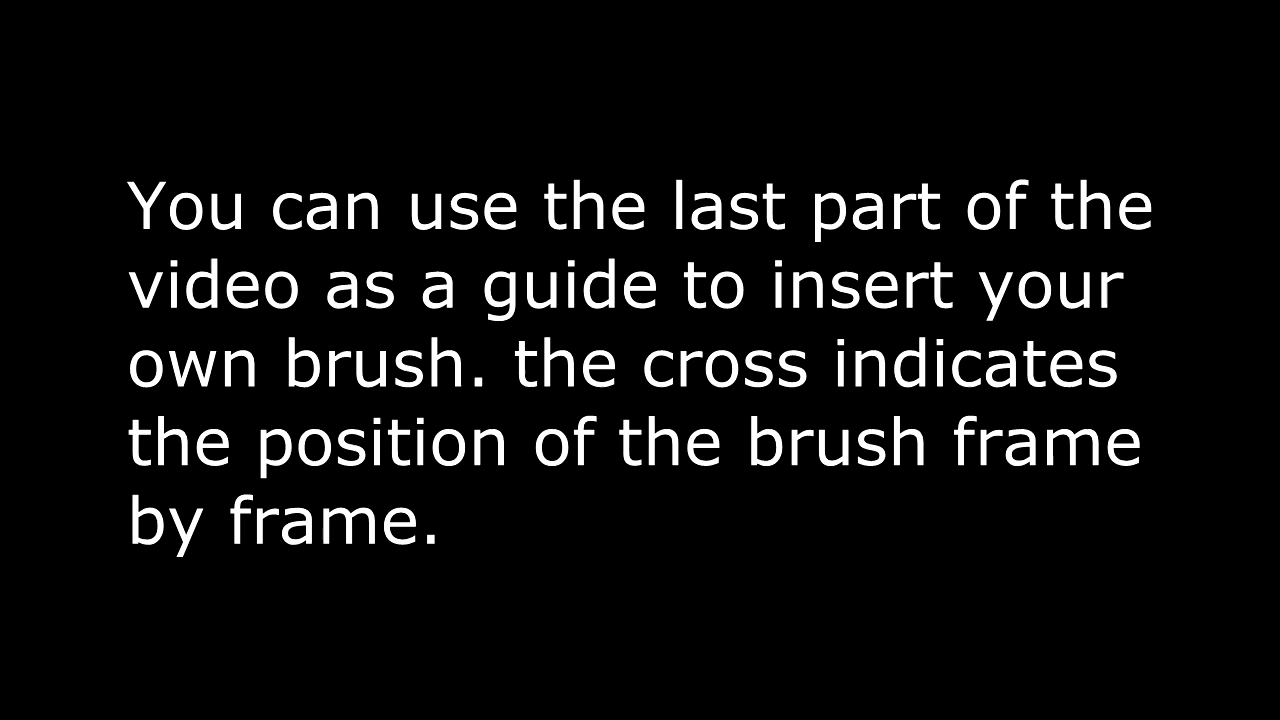 You can use the last part of the
video as a guide to insert your
own brush. the cross indicates
the position of the brush frame
by frame.